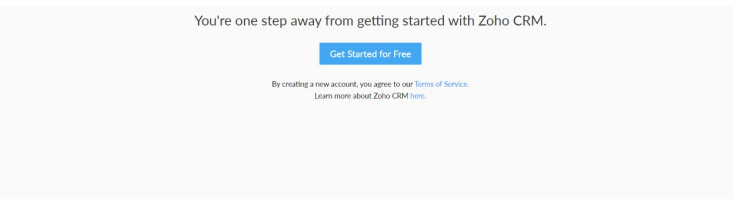 You're one step away from getting started with Zoho CRM.
Get Started for Free
By creating a new account, you agree to our Terms of Service.
Learn more about Zoho CRM here.